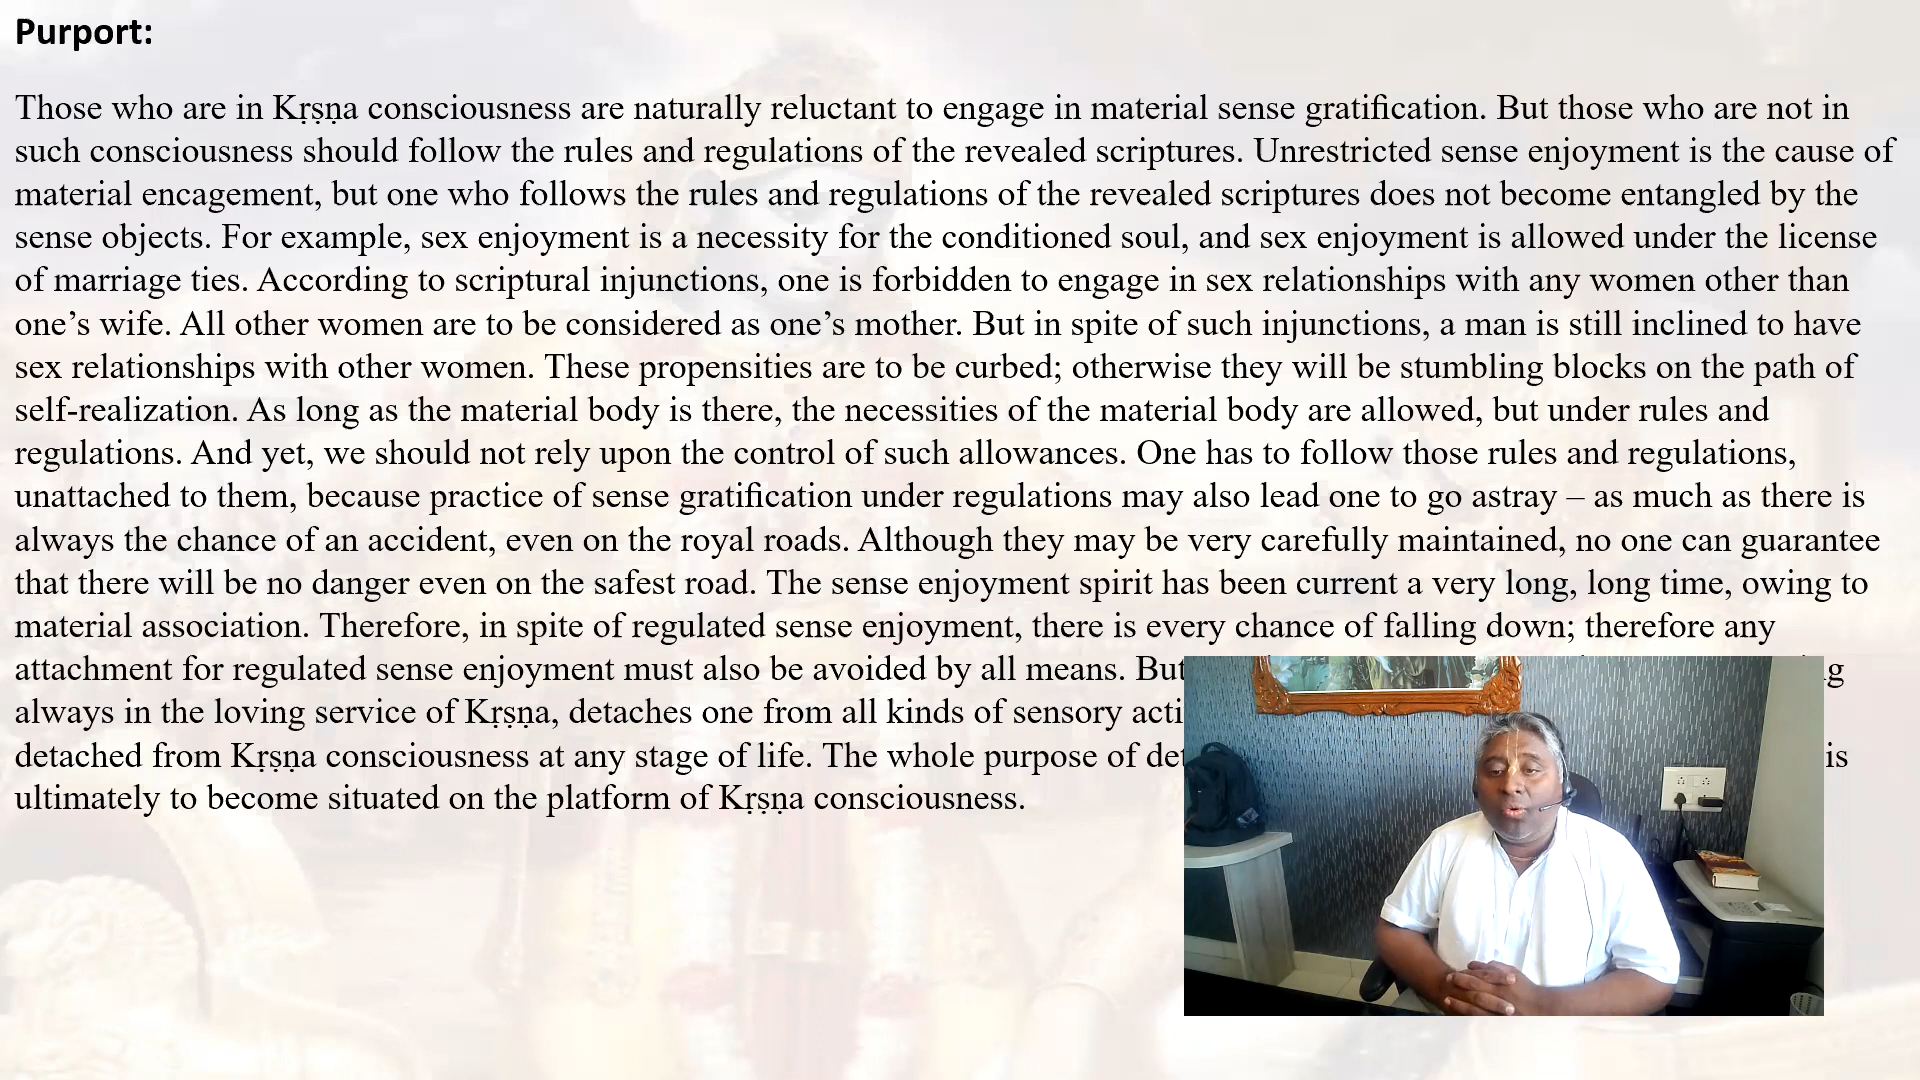 Purport:
Those who are in Kṛṣṇa consciousness are naturally reluctant to engage in material sense gratification. But those who are not in
such consciousness should follow the rules and regulations of the revealed scriptures. Unrestricted sense enjoyment is the cause of
material encagement, but one who follows the rules and regulations of the revealed scriptures does not become entangled by the
sense objects. For example, sex enjoyment is a necessity for the conditioned soul, and sex enjoyment is allowed under the license
of marriage ties. According to scriptural injunctions, one is forbidden to engage in sex relationships with any women other than
one’s wife. All other women are to be considered as one’s mother. But in spite of such injunctions, a man is still inclined to have
sex relationships with other women. These propensities are to be curbed; otherwise they will be stumbling blocks on the path of
self-realization. As long as the material body is there, the necessities of the material body are allowed, but under rules and
regulations. And yet, we should not rely upon the control of such allowances. One has to follow those rules and regulations,
unattached to them, because practice of sense gratification under regulations may also lead one to go astray – as much as there is
always the chance of an accident, even on the royal roads. Although they may be very carefully maintained, no one can guarantee
that there will be no danger even on the safest road. The sense enjoyment spirit has been current a very long, long time, owing to
material association. Therefore, in spite of regulated sense enjoyment, there is every chance of falling down; therefore any
attachment for regulated sense enjoyment must also be avoided by all means. But
always in the loving service of Kṛṣṇa, detaches one from all kinds of sensory
detached from Kṛṣṇa consciousness at any stage of life. The whole purpose of is
ultimately to become situated on the platform of Kṛṣṇa consciousness.